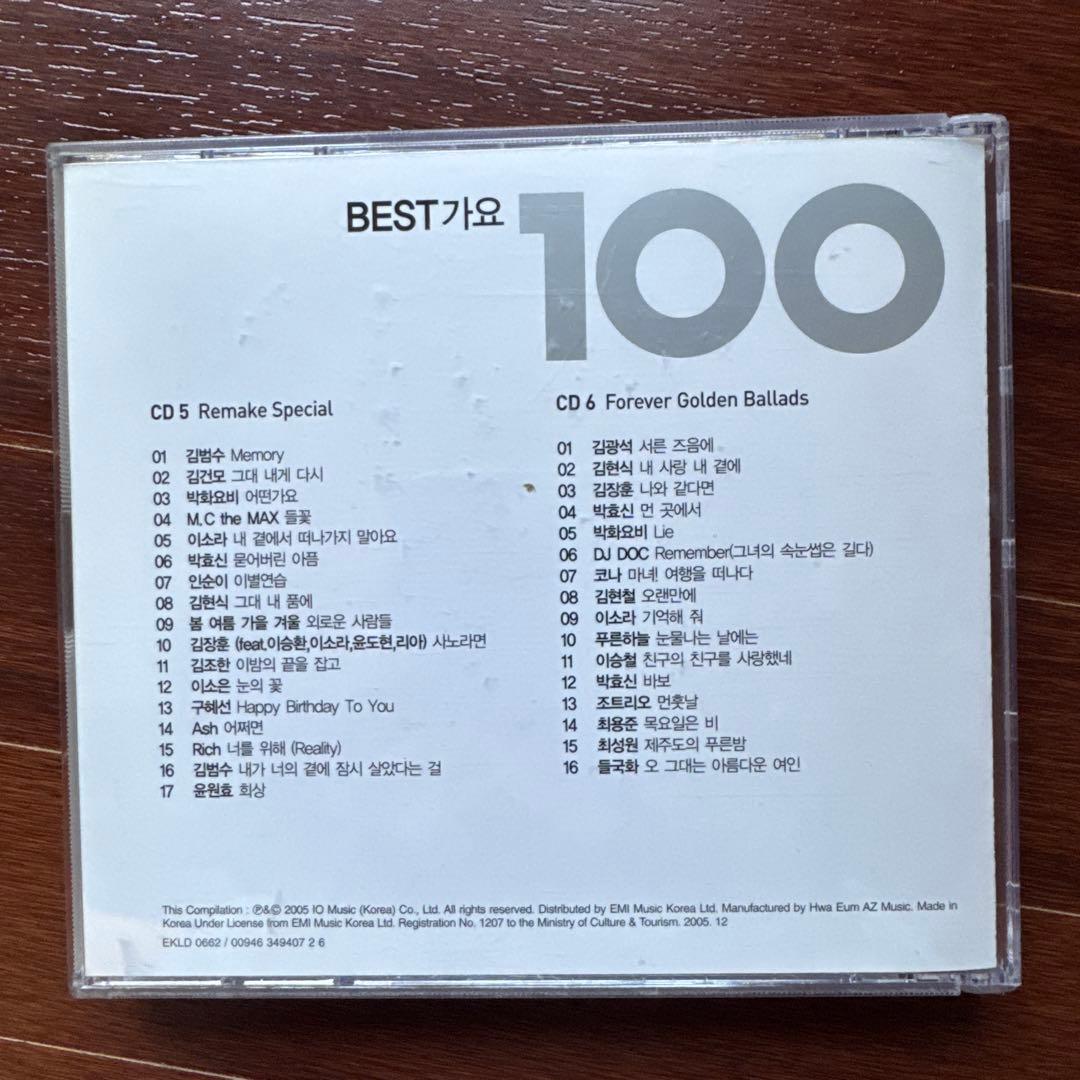 BEST 가요 100
CD 5 Remake Special
01 김범수 Memory
02 김건모 그대 내게 다시
03 박화요비 어떤가요
04 M.C the MAX 들꽃
05 이소라 내 곁에서 떠나가지 말아요
06 박효신 묻어버린 아픔
07 인순이 이별연습
08 김현식 그대 내 품에
09 봄 여름 가을 겨울 외로운 사람들
10 김장훈 (feat.이승환,이소라,윤도현,리아) 사노라면
11 김조한 이밤의 끝을 잡고
12 이소은 눈의 꽃
13 구혜선 Happy Birthday To You
14 Ash 어쩌면
15 Rich 너를 위해 (Reality)
16 김범수 내가 너의 곁에 잠시 살았다는 걸
17 윤원효 회상
CD 6 Forever Golden Ballads
01 김광석 서른 즈음에
02 김현식 내 사랑 내 곁에
03 김장훈 나와 같다면
04 박효신 먼 곳에서
05 박화요비 Lie
06 DJ DOC Remember(그녀의 속눈썹은 길다)
07 코나 마녀! 여행을 떠나다
08 김현철 오랜만에
09 이소라 기억해 줘
10 푸른하늘 눈물나는 날에는
11 이승철 친구의 친구를 사랑했네
12 박효신 바보
13 조트리오 먼훗날
14 최용준 목요일은 비
15 최성원 제주도의 푸른밤
16 들국화 오 그대는 아름다운 여인
This Compilation : ℗&© 2005 IO Music (Korea) Co., Ltd. All rights reserved. Distributed by EMI Music Korea Ltd. Manufactured by Hwa Eum AZ Music. Made in
Korea Under License from EMI Music Korea Ltd. Registration No. 1207 to the Ministry of Culture & Tourism. 2005. 12
EKLD 0662 / 00946 349407 2 6